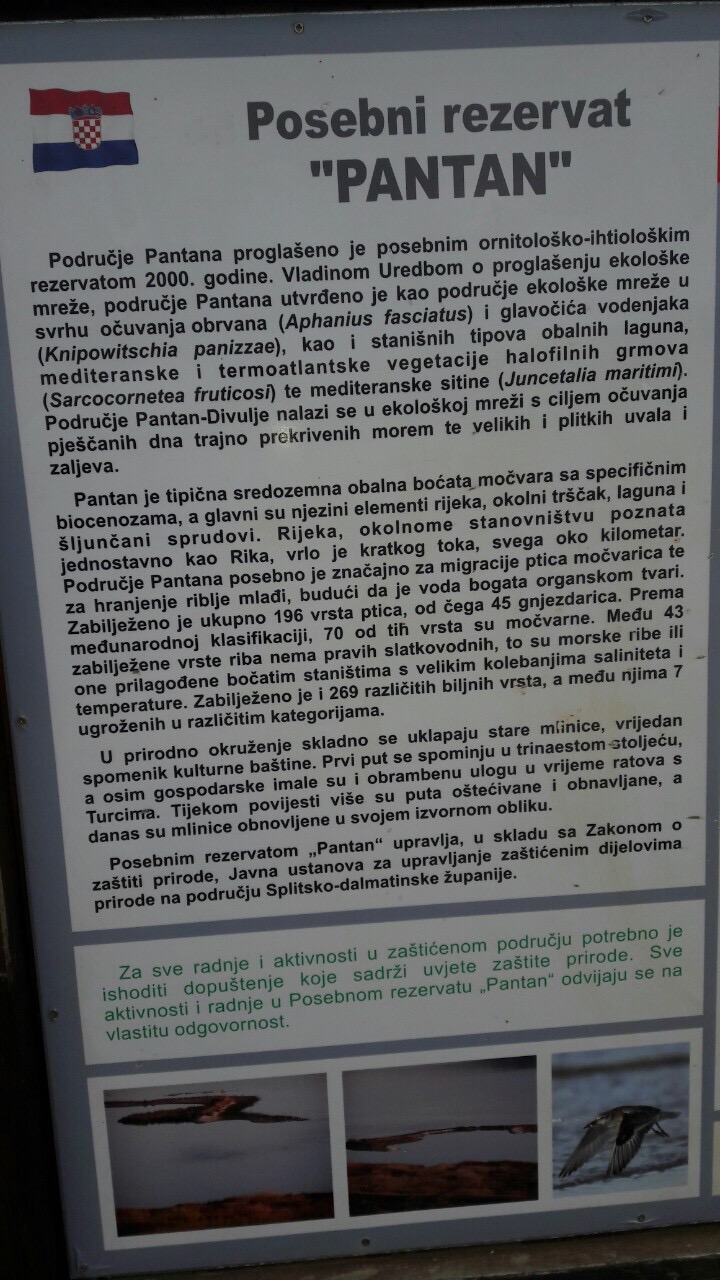 Posebni rezervat
"PANTAN"
Područje Pantana proglašeno je posebnim ornitološko-ihtiološkim
rezervatom 2000. godine. Vladinom Uredbom o proglašenju ekološke
mreže, područje Pantana utvrđeno je kao područje ekološke mreže u
svrhu očuvanja obrvana (Aphanius fasciatus) i glavočića vodenjaka
(Knipowitschia panizzae), kao i stanišnih tipova obalnih laguna,
mediteranske i termoatlantske vegetacije halofilnih grmova
(Sarcocornetea fruticosi) te mediteranske sitine (Juncetalia maritimi).
Područje Pantan-Divulje nalazi se u ekološkoj mreži s ciljem očuvanja
pješčanih dna trajno prekrivenih morem te velikih i plitkih uvala i
zaljeva.
Pantan je tipična sredozemna obalna boćata močvara sa specifičnim
biocenozama, a glavni su njezini elementi rijeka, okolni trščak, laguna i
šljunčani sprudovi. Rijeka, okolnome stanovništvu poznata
jednostavno kao Rika, vrlo je kratkog toka, svega oko kilometar.
Područje Pantana posebno je značajno za migracije ptica močvarica te
za hranjenje riblje mlađi, budući da je voda bogata organskom tvari.
Zabilježeno je ukupno 196 vrsta ptica, od čega 45 gnjezdarica. Prema
međunarodnoj klasifikaciji, 70 od tih vrsta su močvarne. Među 43
zabilježene vrste riba nema pravih slatkovodnih, to su morske ribe ili
one prilagođene bočatim staništima s velikim kolebanjima saliniteta i
temperature. Zabilježeno je i 269 različitih biljnih vrsta, a među njima 7
ugroženih u različitim kategorijama.
U prirodno okruženje skladno se uklapaju stare mlinice, vrijedan
spomenik kulturne baštine. Prvi put se spominju u trinaestom stoljeću,
a osim gospodarske imale su i obrambenu ulogu u vrijeme ratova s
Turcima. Tijekom povijesti više su puta oštećivane i obnavljane, a
danas su mlinice obnovljene u svojem izvornom obliku.
Posebnim rezervatom „Pantan“ upravlja, u skladu sa Zakonom o
zaštiti prirode, Javna ustanova za upravljanje zaštićenim dijelovima
prirode na području Splitsko-dalmatinske županije.
Za sve radnje i aktivnosti u zaštićenom području potrebno je
ishoditi dopuštenje koje sadrži uvjete zaštite prirode. Sve
aktivnosti i radnje u Posebnom rezervatu „Pantan“ odvijaju se na
vlastitu odgovornost.